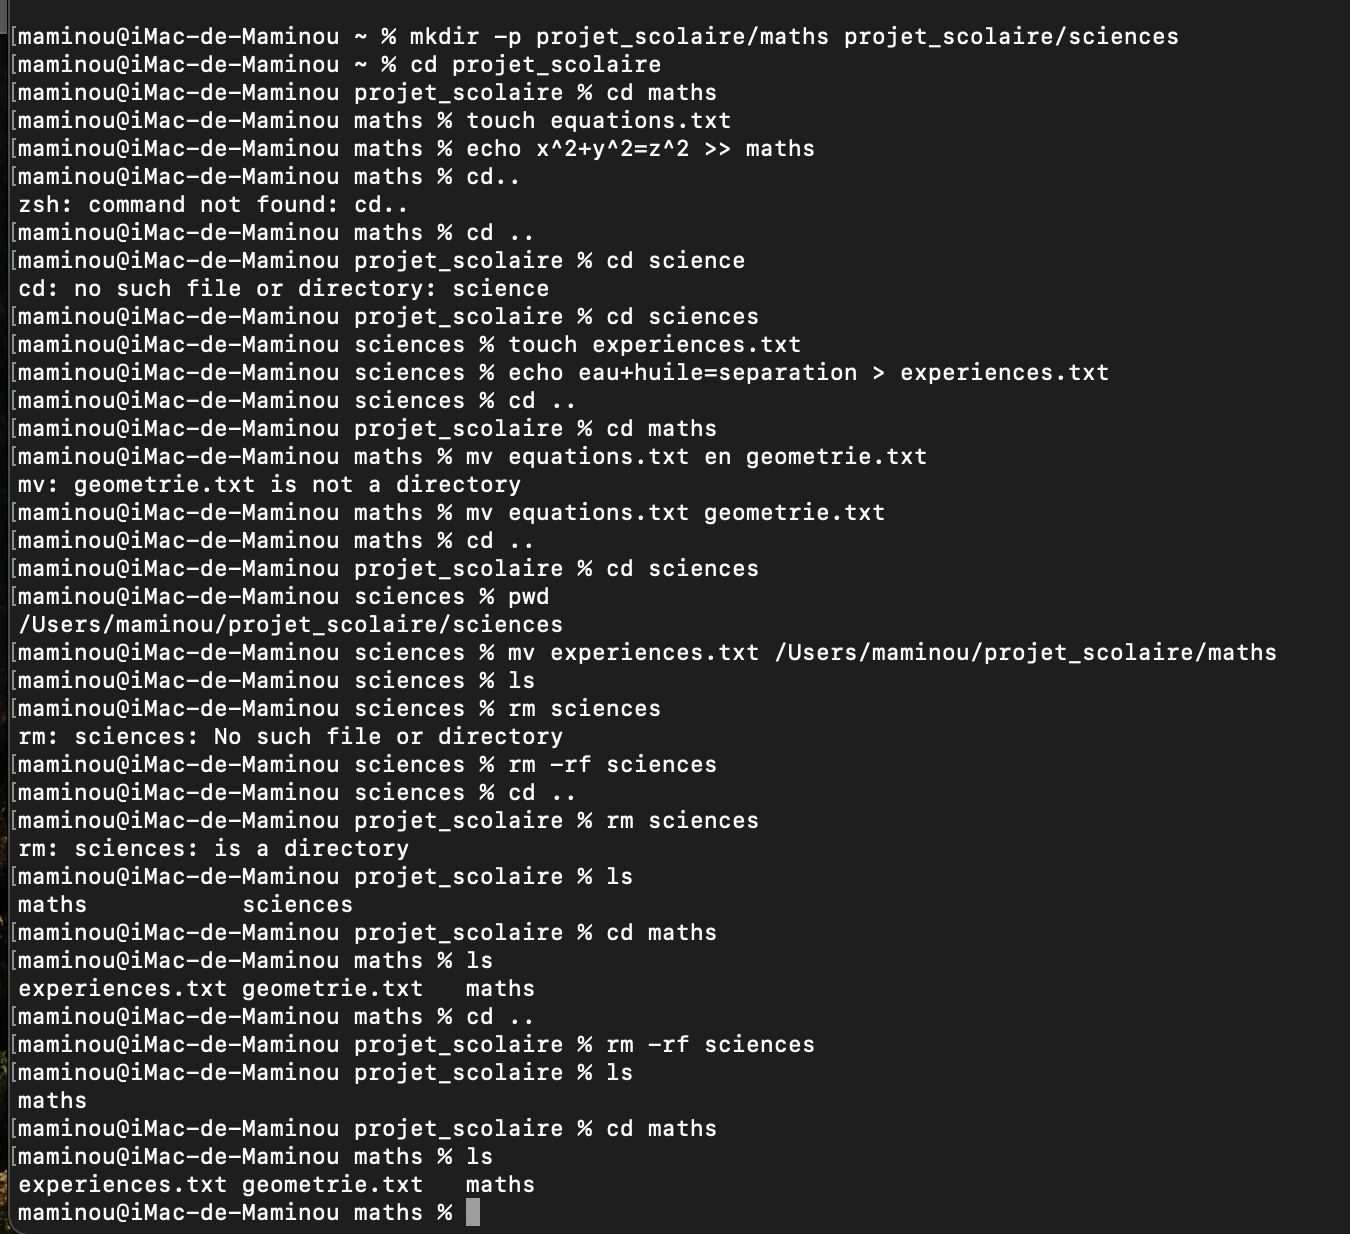 [maminou@iMac-de-Maminou ~ % mkdir -p projet_scolaire/maths projet_scolaire/sciences
[maminou@iMac-de-Maminou ~ % cd projet_scolaire
[maminou@iMac-de-Maminou projet_scolaire % cd maths
[maminou@iMac-de-Maminou maths % touch equations.txt
[maminou@iMac-de-Maminou maths % echo x^2+y^2=z^2 >> maths
[maminou@iMac-de-Maminou maths % cd..
zsh: command not found: cd..
[maminou@iMac-de-Maminou maths % cd ..
[maminou@iMac-de-Maminou projet_scolaire % cd science
cd: no such file or directory: science
[maminou@iMac-de-Maminou projet_scolaire % cd sciences
[maminou@iMac-de-Maminou sciences % touch experiences.txt
[maminou@iMac-de-Maminou sciences % echo eau+huile=separation > experiences.txt
[maminou@iMac-de-Maminou sciences % cd ..
[maminou@iMac-de-Maminou projet_scolaire % cd maths
[maminou@iMac-de-Maminou maths % mv equations.txt en geometrie.txt
mv: geometrie.txt is not a directory
[maminou@iMac-de-Maminou maths % mv equations.txt geometrie.txt
[maminou@iMac-de-Maminou maths % cd ..
[maminou@iMac-de-Maminou projet_scolaire % cd sciences
[maminou@iMac-de-Maminou sciences % pwd
/Users/maminou/projet_scolaire/sciences
[maminou@iMac-de-Maminou sciences % mv experiences.txt /Users/maminou/projet_scolaire/maths
[maminou@iMac-de-Maminou sciences % ls
[maminou@iMac-de-Maminou sciences % rm sciences
rm: sciences: No such file or directory
[maminou@iMac-de-Maminou sciences % rm -rf sciences
[maminou@iMac-de-Maminou sciences % cd ..
[maminou@iMac-de-Maminou projet_scolaire % rm sciences
rm: sciences: is a directory
[maminou@iMac-de-Maminou projet_scolaire % ls
maths           sciences
[maminou@iMac-de-Maminou projet_scolaire % cd maths
[maminou@iMac-de-Maminou maths % ls
experiences.txt geometrie.txt   maths
[maminou@iMac-de-Maminou maths % cd ..
[maminou@iMac-de-Maminou projet_scolaire % rm -rf sciences
[maminou@iMac-de-Maminou projet_scolaire % ls
maths
[maminou@iMac-de-Maminou projet_scolaire % cd maths
[maminou@iMac-de-Maminou maths % ls
experiences.txt geometrie.txt   maths
maminou@iMac-de-Maminou maths %